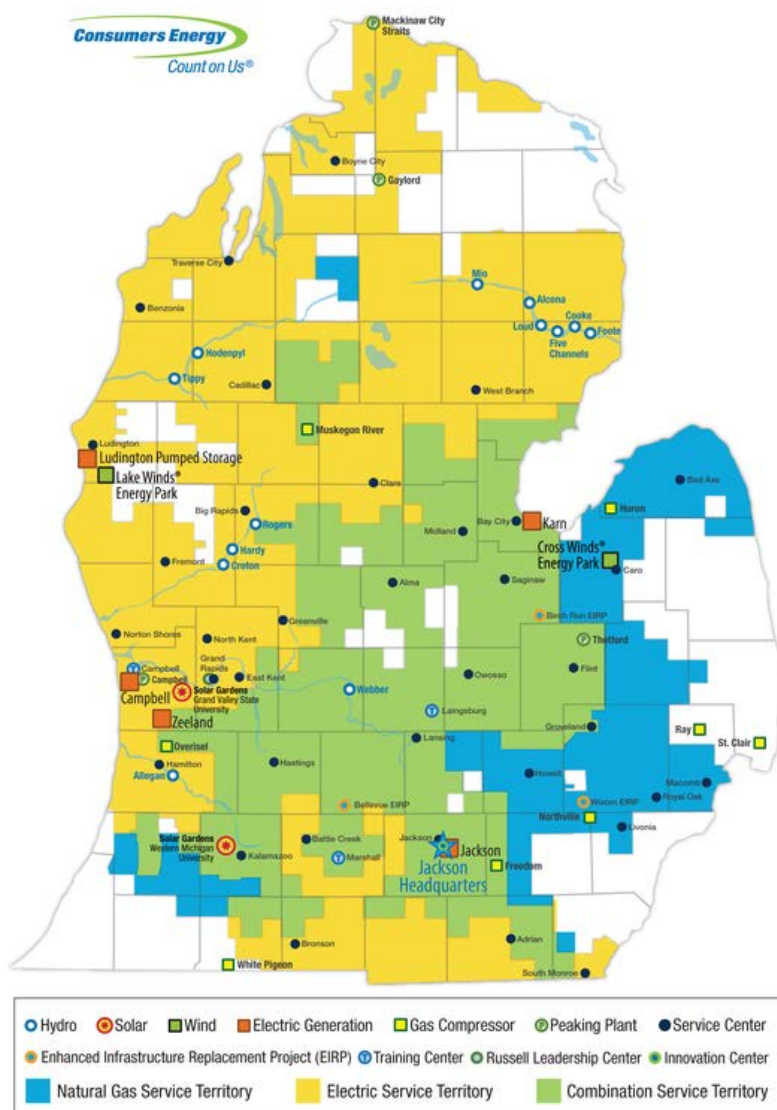 Consumers Energy
Count on Us®
Mackinaw City
Straits
Boyne City
Gaylord
Traverse City
Mio
Benzonia
Alcona
Cooke
Loud
Foote
Five
Channels
Hodenpyl
Tippy
Cadillac
West Branch
Muskegon River
Ludington
Ludington Pumped Storage
Lake Winds®
Energy Park
Clare
Bad Axe
Big Rapids
Rogers
Huron
Bay City
Karn
Midland
Hardy
Cross Winds®
Energy Park
Fremont
Croton
Caro
Alma
Saginaw
Birch Run EIRP
Greenville
Norton Shores
North Kent
Thetford
Campbell
Grand
Rapids
Campbell
East Kent
Owosso
Flint
Campbell
Solar Gardens
Grand Valley State
University
Webber
Zeeland
Laingsburg
Groveland
Ray
St. Clair
Overisel
Lansing
Hamilton
Hastings
Allegan
Howell
Macomb
Bellevue EIRP
Wixom EIRP
Royal Oak
Northville
Livonia
Solar Gardens
Western Michigan
University
Battle Creek
Jackson
Jackson
Kalamazoo
Marshall
Jackson
Headquarters
Freedom
Bronson
Adrian
White Pigeon
South Monroe
Hydro Solar Wind Electric Generation Gas Compressor Peaking Plant Service Center
Enhanced Infrastructure Replacement Project (EIRP) Training Center Russell Leadership Center Innovation Center
Natural Gas Service Territory Electric Service Territory Combination Service Territory